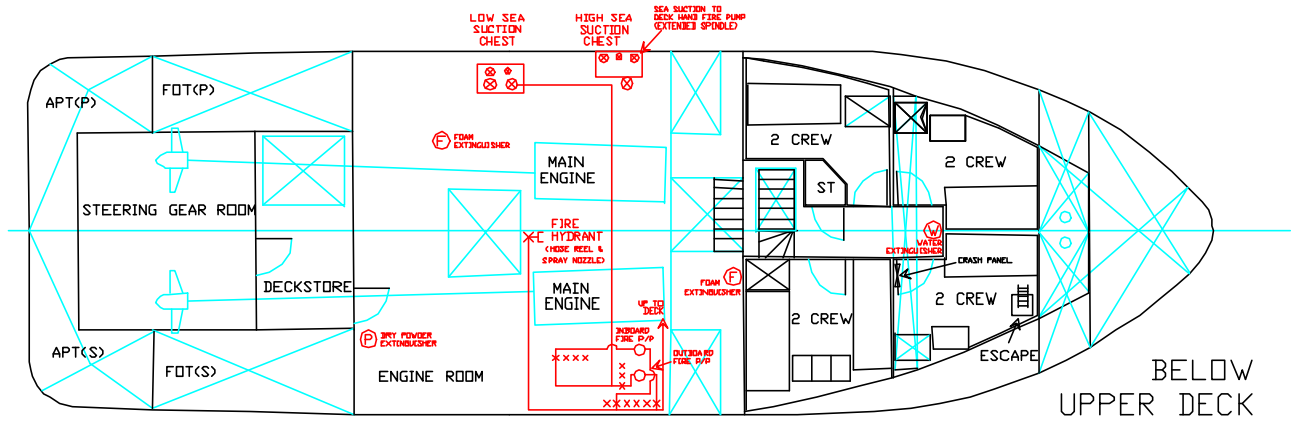 LOW SEA
SUCTION
CHEST
HIGH SEA
SUCTION
CHEST
SEA SUCTION TO
DECK HAND FIRE PUMP
(EXTENDED SPINDLE)
APT(P)
FOT(P)
F
FOAM
EXTINGUISHER
MAIN
ENGINE
2 CREW
2 CREW
ST
STEERING GEAR ROOM
FIRE
HYDRANT
(HOSE REEL &
SPRAY NOZZLE)
W
WATER
EXTINGUISHER
CRASH PANEL
DECKSTORE
MAIN
ENGINE
F
FOAM
EXTINGUISHER
UP TO
DECK
2 CREW
2 CREW
P
DRY POWDER
EXTINGUISHER
INBOARD
FIRE P/P
OUTBOARD
FIRE P/P
ESCAPE
APT(S)
FOT(S)
ENGINE ROOM
BELOW
UPPER DECK